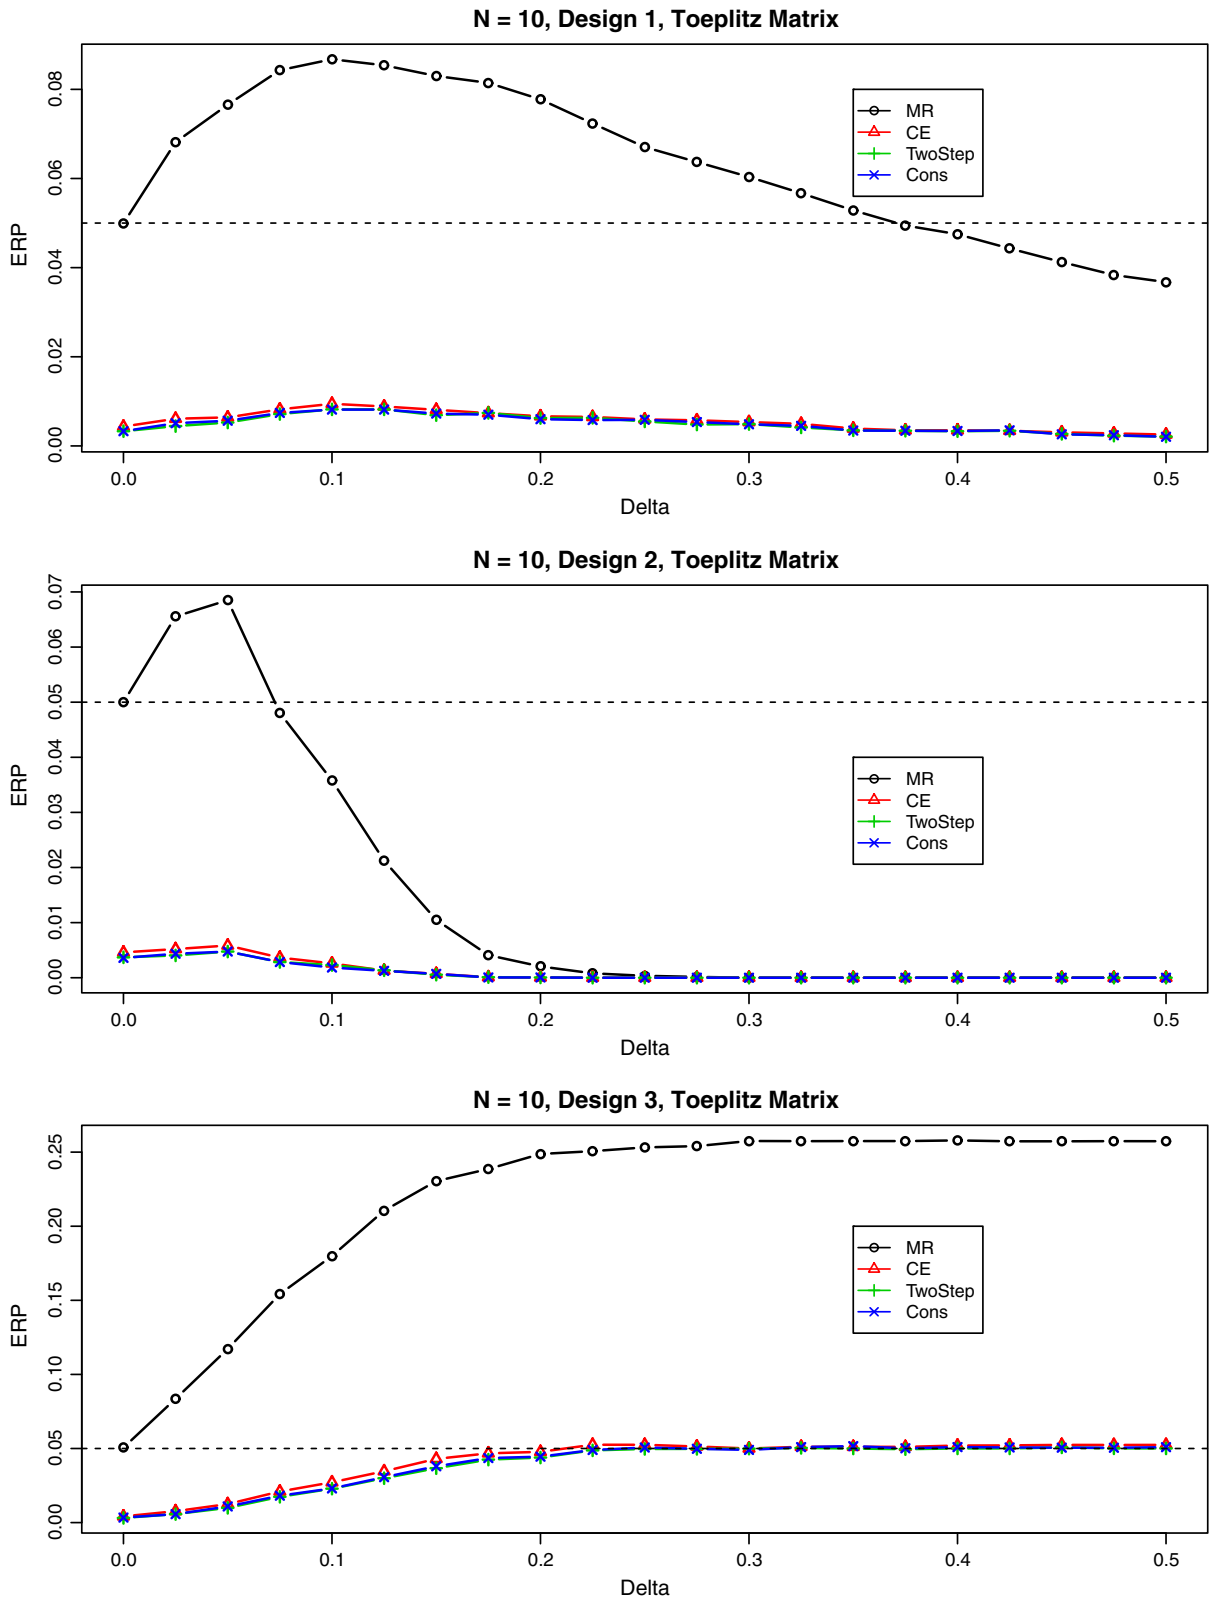 N = 10, Design 1, Toeplitz Matrix
ERP
0.08
0.06
0.04
0.02
0.00
MR
CE
TwoStep
Cons
0.0 0.1 0.2 0.3 0.4 0.5
Delta
N = 10, Design 2, Toeplitz Matrix
ERP
0.07
0.06
0.05
0.04
0.03
0.02
0.01
0.00
MR
CE
TwoStep
Cons
0.0 0.1 0.2 0.3 0.4 0.5
Delta
N = 10, Design 3, Toeplitz Matrix
ERP
0.25
0.20
0.15
0.10
0.05
0.00
MR
CE
TwoStep
Cons
0.0 0.1 0.2 0.3 0.4 0.5
Delta